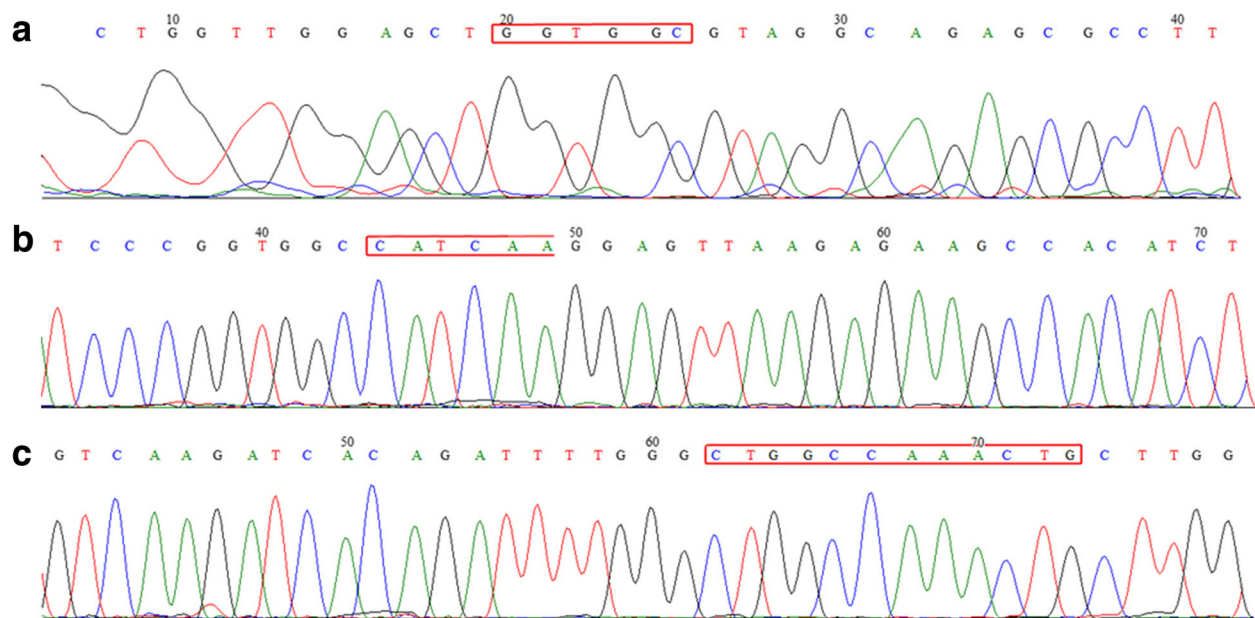 a
10 20 30 40
C T G G T T G G A G C T G G T G G C G T A G G C A G A G C G C C T T
b
40 50 60 70
T C C C G G T G G C C A T C A A G G A G T T A A G A G A A G C C A C A T C T
c
50 60 70
G T C A A G A T C A C A G A T T T T G G G C T G G C C A A A C T G C T T G G